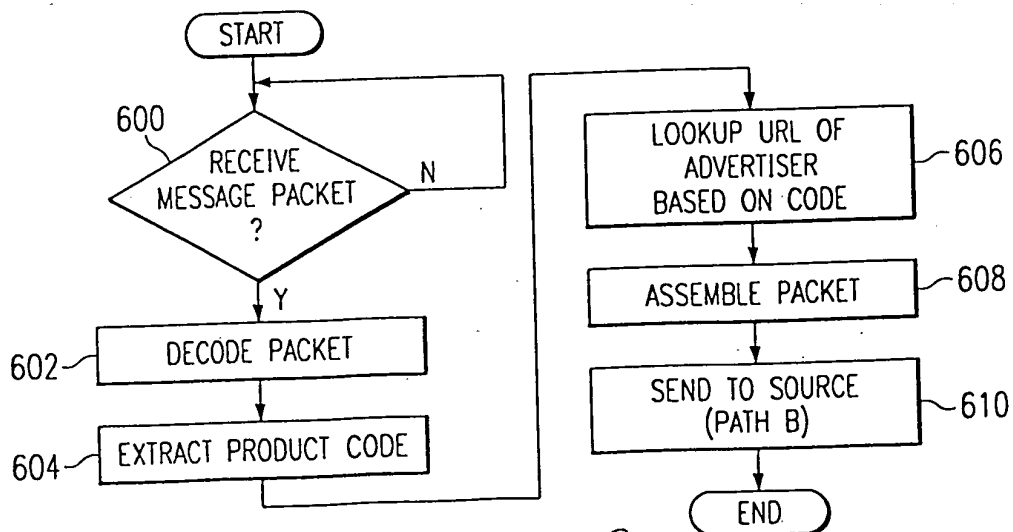 START
600
RECEIVE
MESSAGE PACKET
?
N
Y
602
DECODE PACKET
604
EXTRACT PRODUCT CODE
LOOKUP URL OF
ADVERTISER
BASED ON CODE
606
ASSEMBLE PACKET
608
SEND TO SOURCE
(PATH B)
610
END